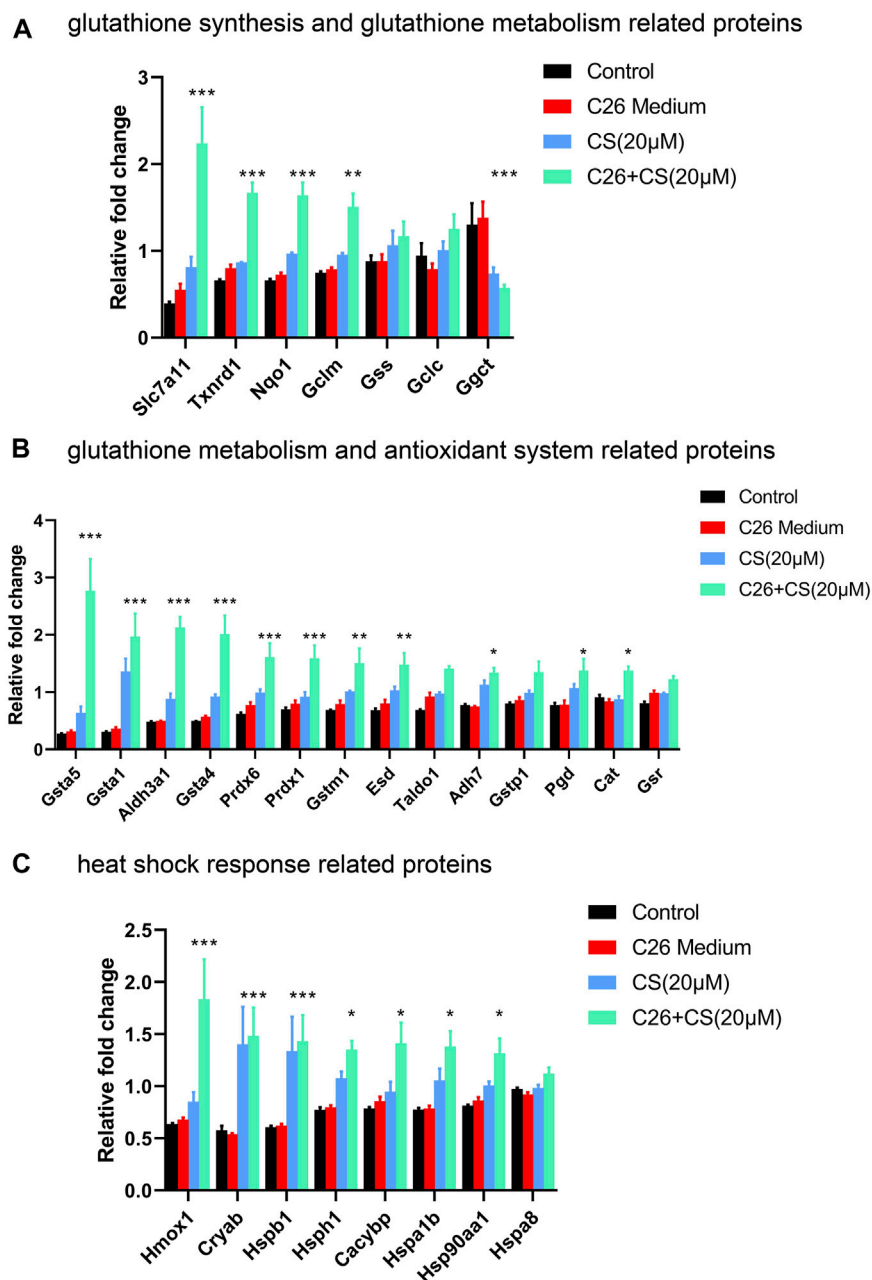 A glutathione synthesis and glutathione metabolism related proteins
Relative fold change
3
2
1
0
***
***
***
**
***
Control
C26 Medium
CS(20μM)
C26+CS(20μM)
Slc7a11
Txnrd1
Nqo1
Gclm
Gss
Gclc
Ggct
B glutathione metabolism and antioxidant system related proteins
Relative fold change
4
3
2
1
0
***
***
***
***
***
***
**
**
*
*
*
Control
C26 Medium
CS(20μM)
C26+CS(20μM)
Gsta5
Gsta1
Aldh3a1
Gsta4
Prdx6
Prdx1
Gstm1
Esd
Taldo1
Adh7
Gstp1
Pgd
Cat
Gsr
C heat shock response related proteins
Relative fold change
2.5
2.0
1.5
1.0
0.5
0.0
***
***
***
*
*
*
*
Control
C26 Medium
CS(20μM)
C26+CS(20μM)
Hmox1
Cryab
Hspb1
Hsph1
Cacybp
Hspa1b
Hsp90aa1
Hspa8